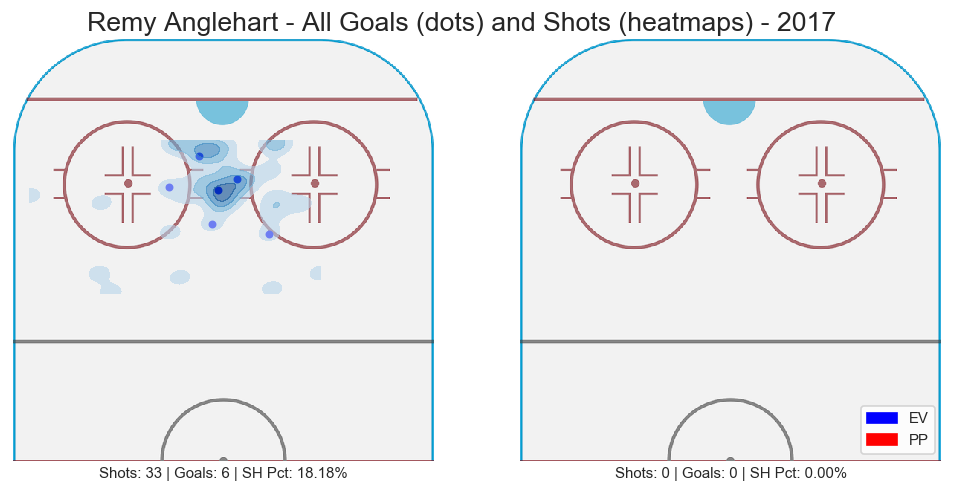 Remy Anglehart - All Goals (dots) and Shots (heatmaps) - 2017
EV
PP
Shots: 33 | Goals: 6 | SH Pct: 18.18%
Shots: 0 | Goals: 0 | SH Pct: 0.00%